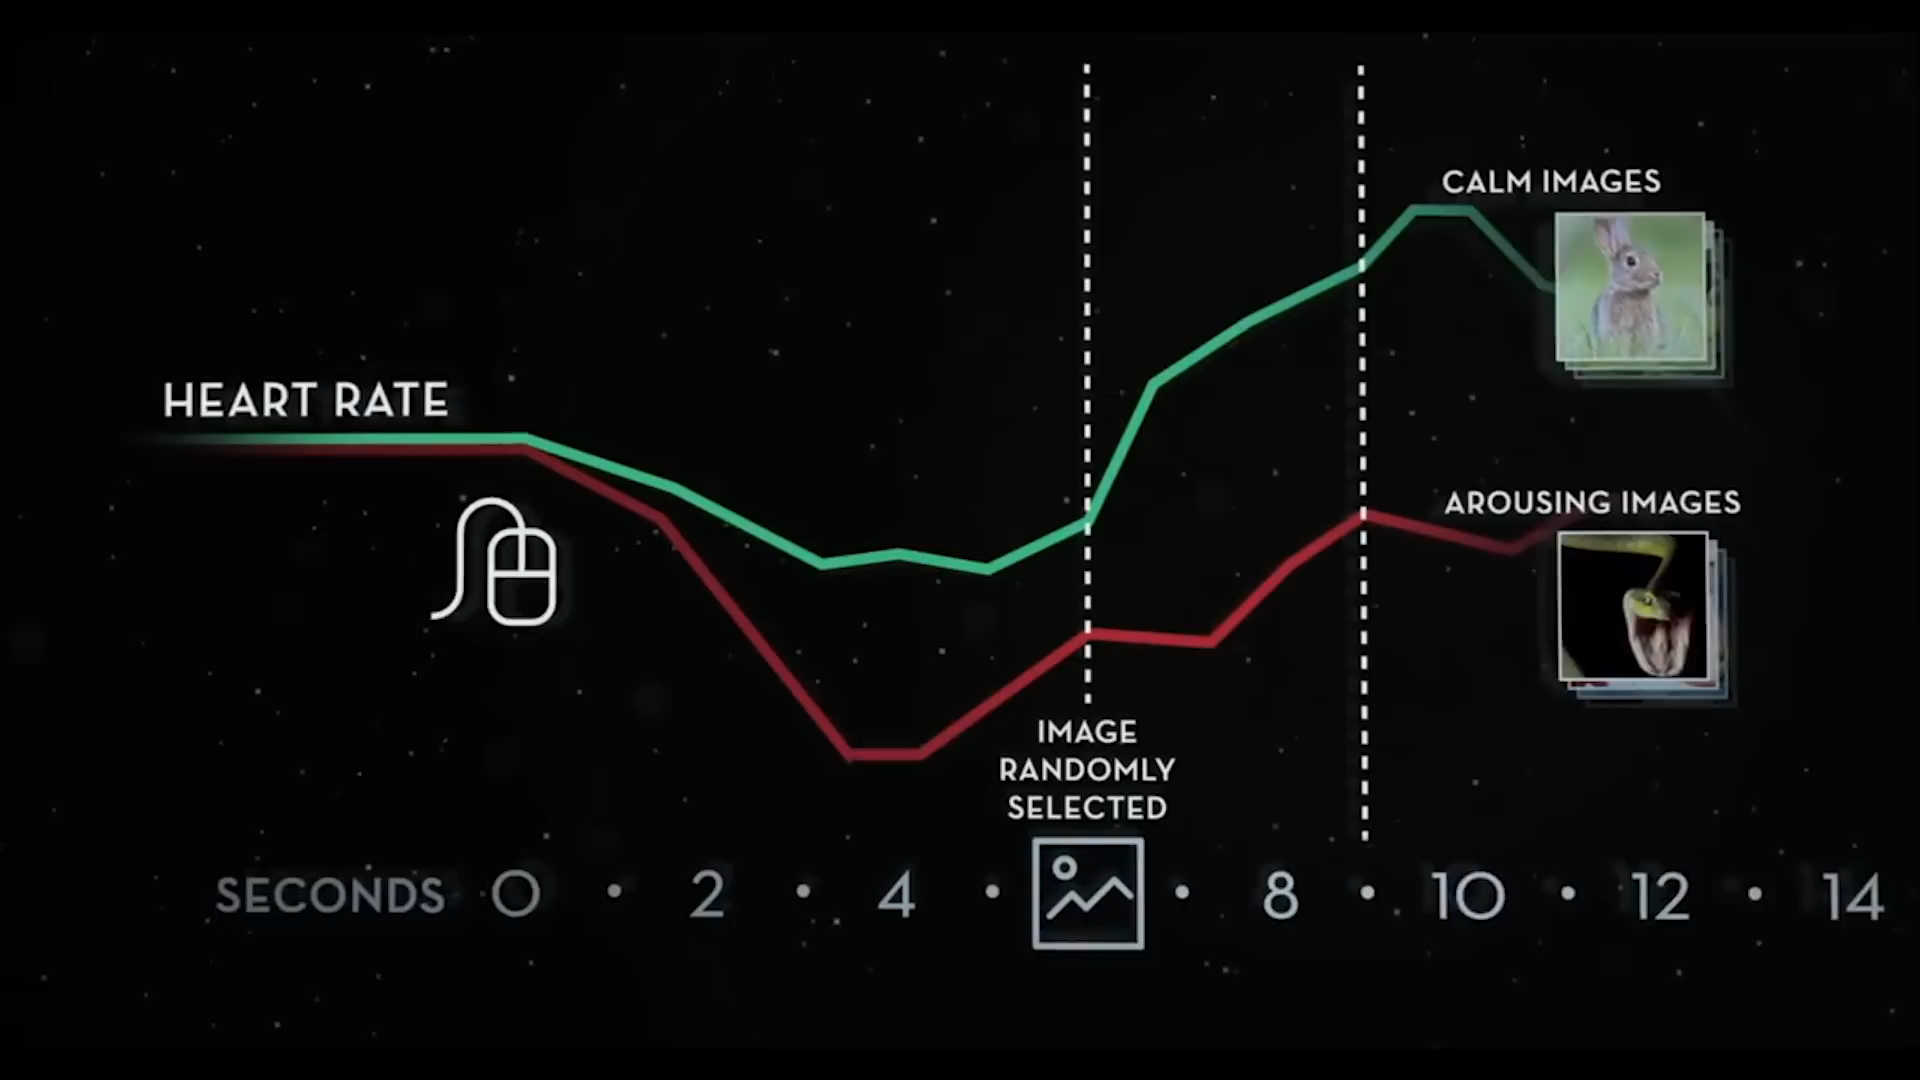 CALM IMAGES
HEART RATE
AROUSING IMAGES
IMAGE
RANDOMLY
SELECTED
SECONDS 0 • 2 • 4 • • 8 • 10 • 12 • 14